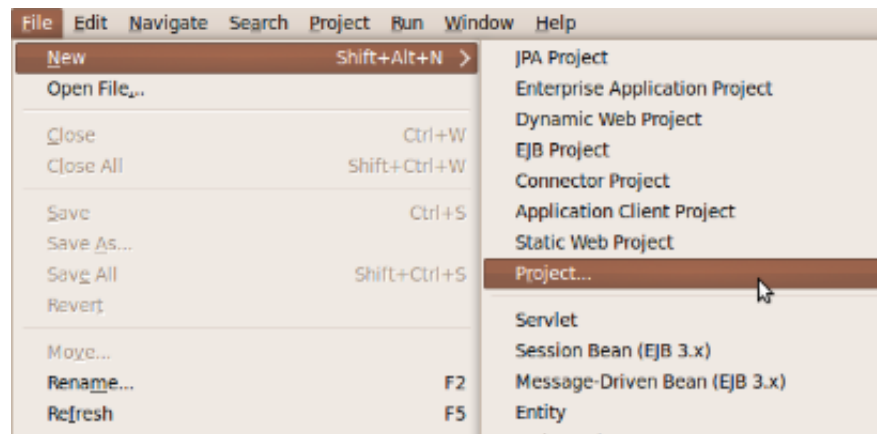 File Edit Navigate Search Project Run Window Help
New Shift+Alt+N >
Open File...
Close Ctrl+W
Close All Shift+Ctrl+W
Save Ctrl+S
Save As...
Save All Shift+Ctrl+S
Revert
Move...
Rename... F2
Refresh F5
JPA Project
Enterprise Application Project
Dynamic Web Project
EJB Project
Connector Project
Application Client Project
Static Web Project
Project...
Servlet
Session Bean (EJB 3.x)
Message-Driven Bean (EJB 3.x)
Entity